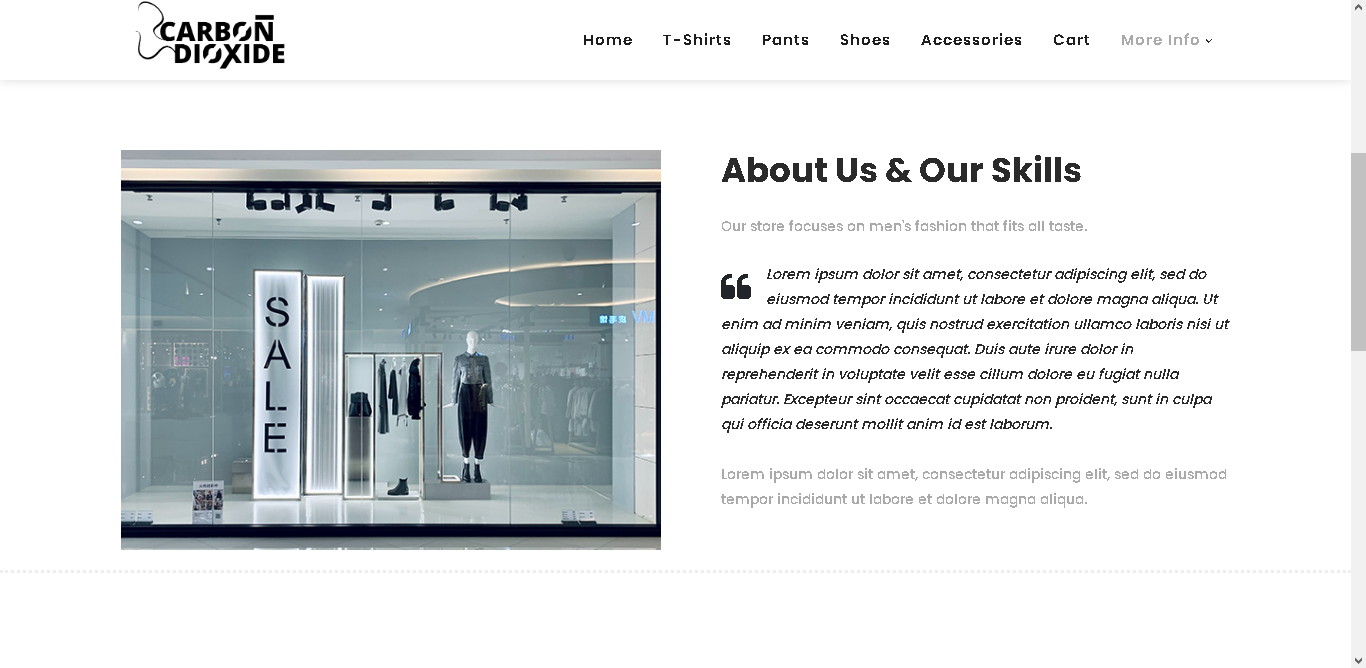 CARBON
DIOXIDE
Home T-Shirts Pants Shoes Accessories Cart More Info
SALE
VM
About Us & Our Skills
Our store focuses on men's fashion that fits all taste.
Lorem ipsum dolor sit amet, consectetur adipiscing elit, sed do
eiusmod tempor incididunt ut labore et dolore magna aliqua. Ut
enim ad minim veniam, quis nostrud exercitation ullamco laboris nisi ut
aliquip ex ea commodo consequat. Duis aute irure dolor in
reprehenderit in voluptate velit esse cillum dolore eu fugiat nulla
pariatur. Excepteur sint occaecat cupidatat non proident, sunt in culpa
qui officia deserunt mollit anim id est laborum.
Lorem ipsum dolor sit amet, consectetur adipiscing elit, sed do eiusmod
tempor incididunt ut labore et dolore magna aliqua.